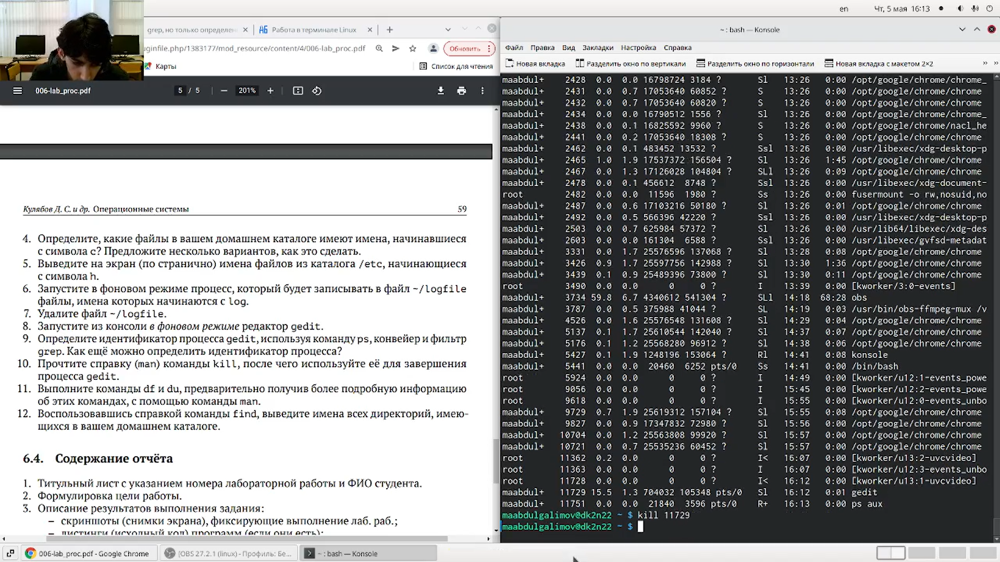 en
Чт, 5 мая 16:13
grep, но только определен
АБ Работа в терминале Linux
uginfile.php/1383177/mod_resource/content/4/006-lab_proc.pdf
Обновить
Карты
Список для чтения
006-lab_proc.pdf
5 / 5
201%
Кулябов Д. С. и др. Операционные системы 59
4. Определите, какие файлы в вашем домашнем каталоге имеют имена, начинавшиеся
с символа c? Предложите несколько вариантов, как это сделать.
5. Выведите на экран (по странично) имена файлов из каталога /etc, начинающиеся
с символа h.
6. Запустите в фоновом режиме процесс, который будет записывать в файл ~/logfile
файлы, имена которых начинаются с log.
7. Удалите файл ~/logfile.
8. Запустите из консоли в фоновом режиме редактор gedit.
9. Определите идентификатор процесса gedit, используя команду ps, конвейер и фильтр
grep. Как ещё можно определить идентификатор процесса?
10. Прочтите справку (man) команды kill, после чего используйте её для завершения
процесса gedit.
11. Выполните команды df и du, предварительно получив более подробную информацию
об этих командах, с помощью команды man.
12. Воспользовавшись справкой команды find, выведите имена всех директорий, имею-
щихся в вашем домашнем каталоге.
6.4. Содержание отчёта
1. Титульный лист с указанием номера лабораторной работы и ФИО студента.
2. Формулировка цели работы.
3. Описание результатов выполнения задания:
– скриншоты (снимки экрана), фиксирующие выполнение лаб. раб.;
– листинги (исходный код) программ (если они есть);
~ : bash — Konsole
Файл Правка Вид Закладки Настройка Справка
Новая вкладка Разделить окно по вертикали Разделить окно по горизонтали Новая вкладка с макетом 2×2 » »
maabdul+ 2428 0.0 0.0 16798724 3184 ? Sl 13:26 0:00 /opt/google/chrome/chrome_
maabdul+ 2431 0.0 0.7 17053640 60852 ? S 13:26 0:00 /opt/google/chrome/chrome
maabdul+ 2432 0.0 0.7 17053640 60820 ? S 13:26 0:00 /opt/google/chrome/chrome
maabdul+ 2434 0.0 0.0 16790512 1556 ? Sl 13:26 0:00 /opt/google/chrome/chrome_
maabdul+ 2438 0.0 0.1 16825592 9960 ? S 13:26 0:00 /opt/google/chrome/nacl_he
maabdul+ 2441 0.0 0.2 17053640 18308 ? S 13:26 0:00 /opt/google/chrome/chrome
maabdul+ 2462 0.0 0.1 483452 13532 ? Ssl 13:26 0:00 /usr/libexec/xdg-desktop-p
maabdul+ 2465 1.0 1.9 17537372 156504 ? Sl 13:26 1:45 /opt/google/chrome/chrome
maabdul+ 2467 0.0 1.3 17126028 104804 ? SLl 13:26 0:09 /opt/google/chrome/chrome
maabdul+ 2478 0.0 0.1 456612 8748 ? Ssl 13:26 0:00 /usr/libexec/xdg-document-
root 2482 0.0 0.0 11596 1980 ? Ss 13:26 0:00 fusermount -o rw,nosuid,no
maabdul+ 2487 0.0 0.6 17103216 50180 ? Sl 13:26 0:01 /opt/google/chrome/chrome
maabdul+ 2492 0.0 0.5 566396 42220 ? Ssl 13:26 0:00 /usr/libexec/xdg-desktop-p
maabdul+ 2503 0.0 0.7 625984 57372 ? Sl 13:26 0:00 /usr/lib64/libexec/xdg-des
maabdul+ 2603 0.0 0.0 161304 6588 ? Ssl 13:26 0:00 /usr/libexec/gvfsd-metadat
maabdul+ 3331 0.0 1.7 25576596 137068 ? Sl 13:28 0:08 /opt/google/chrome/chrome
maabdul+ 3426 0.9 1.7 25597756 142988 ? Sl 13:30 1:36 /opt/google/chrome/chrome
maabdul+ 3439 0.1 0.9 25489396 73800 ? Sl 13:30 0:11 /opt/google/chrome/chrome
root 3490 0.0 0.0 0 0 ? I 13:39 0:00 [kworker/3:0-events]
maabdul+ 3734 59.8 6.7 4340612 541304 ? SLl 14:18 68:28 obs
maabdul+ 3787 0.0 0.5 375988 41044 ? SL 14:19 0:03 /usr/bin/obs-ffmpeg-mux /v
maabdul+ 4526 0.0 1.6 25576548 131608 ? Sl 14:29 0:04 /opt/google/chrome/chrome
maabdul+ 5137 0.1 1.7 25610544 142040 ? Sl 14:37 0:07 /opt/google/chrome/chrome
maabdul+ 5176 0.1 1.2 25568280 96912 ? Sl 14:38 0:06 /opt/google/chrome/chrome
maabdul+ 5427 0.1 1.9 1248196 153064 ? Rl 14:41 0:08 konsole
maabdul+ 5441 0.0 0.0 20460 6252 pts/0 Ss 14:41 0:00 /bin/bash
root 5924 0.0 0.0 0 0 ? I 14:49 0:00 [kworker/u12:1-events_powe
root 9056 0.0 0.0 0 0 ? I 15:45 0:00 [kworker/u12:2-events_powe
root 9618 0.0 0.0 0 0 ? I 15:55 0:00 [kworker/u12:0-events_unbo
maabdul+ 9729 0.7 1.9 25619312 157104 ? Sl 15:55 0:08 /opt/google/chrome/chrome
maabdul+ 9827 0.0 0.9 17347832 72980 ? Sl 15:56 0:00 /opt/google/chrome/chrome
maabdul+ 10704 0.0 1.2 25563808 99920 ? Sl 15:57 0:00 /opt/google/chrome/chrome
maabdul+ 10721 0.0 0.7 25535236 60452 ? Sl 15:57 0:00 /opt/google/chrome/chrome
root 11362 0.2 0.0 0 0 ? I< 16:07 0:00 [kworker/u13:2-uvcvideo]
root 11363 0.0 0.0 0 0 ? I 16:07 0:00 [kworker/u12:3-events_unbo
root 11728 0.0 0.0 0 0 ? I< 16:12 0:00 [kworker/u13:1-uvcvideo]
maabdul+ 11729 15.5 1.3 704032 105348 pts/0 Sl 16:12 0:01 gedit
maabdul+ 11751 0.0 0.0 21840 3596 pts/0 R+ 16:13 0:00 ps aux
maabdulgalimov@dk2n22 ~ $ kill 11729
maabdulgalimov@dk2n22 ~ $
006-lab_proc.pdf - Google Chrome
[OBS 27.2.1 (linux) - Профиль: Бе...
~ : bash — Konsole